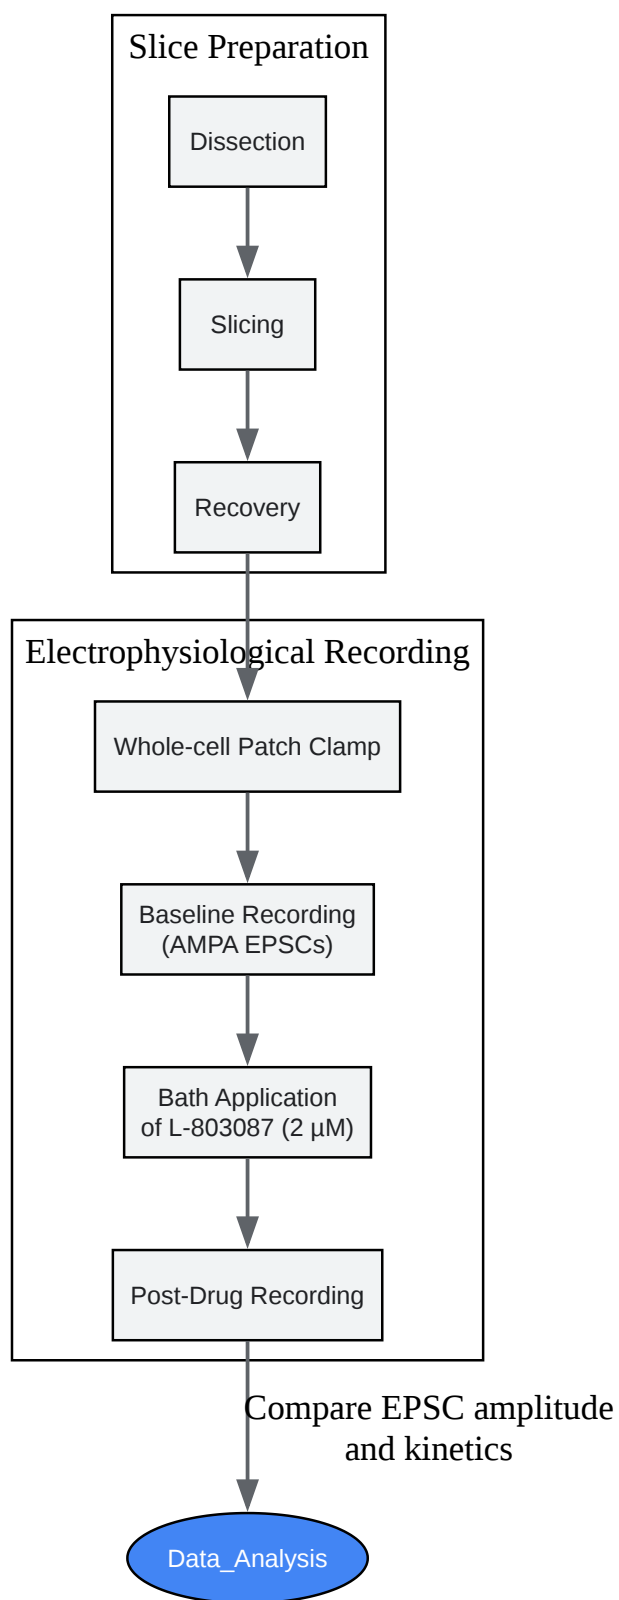 Slice Preparation
Dissection
Slicing
Recovery
Electrophysiological Recording
Whole-cell Patch Clamp
Baseline Recording
(AMPA EPSCs)
Bath Application
of L-803087 (2 µM)
Post-Drug Recording
Compare EPSC amplitude
and kinetics
Data_Analysis